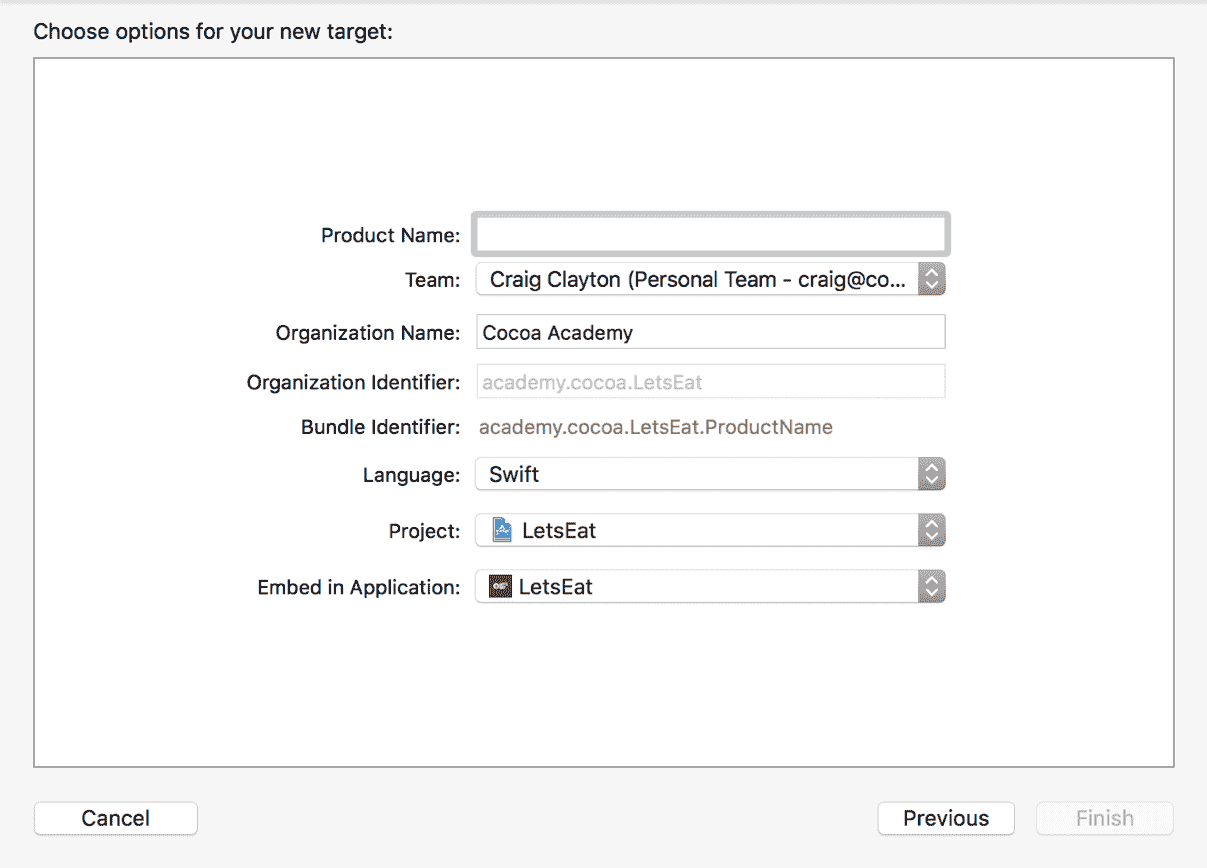 Choose options for your new target:
Product Name:
Team: Craig Clayton (Personal Team - craig@co...
Organization Name: Cocoa Academy
Organization Identifier: academy.cocoa.LetsEat
Bundle Identifier: academy.cocoa.LetsEat.ProductName
Language: Swift
Project: LetsEat
Embed in Application: LetsEat
Cancel Previous Finish